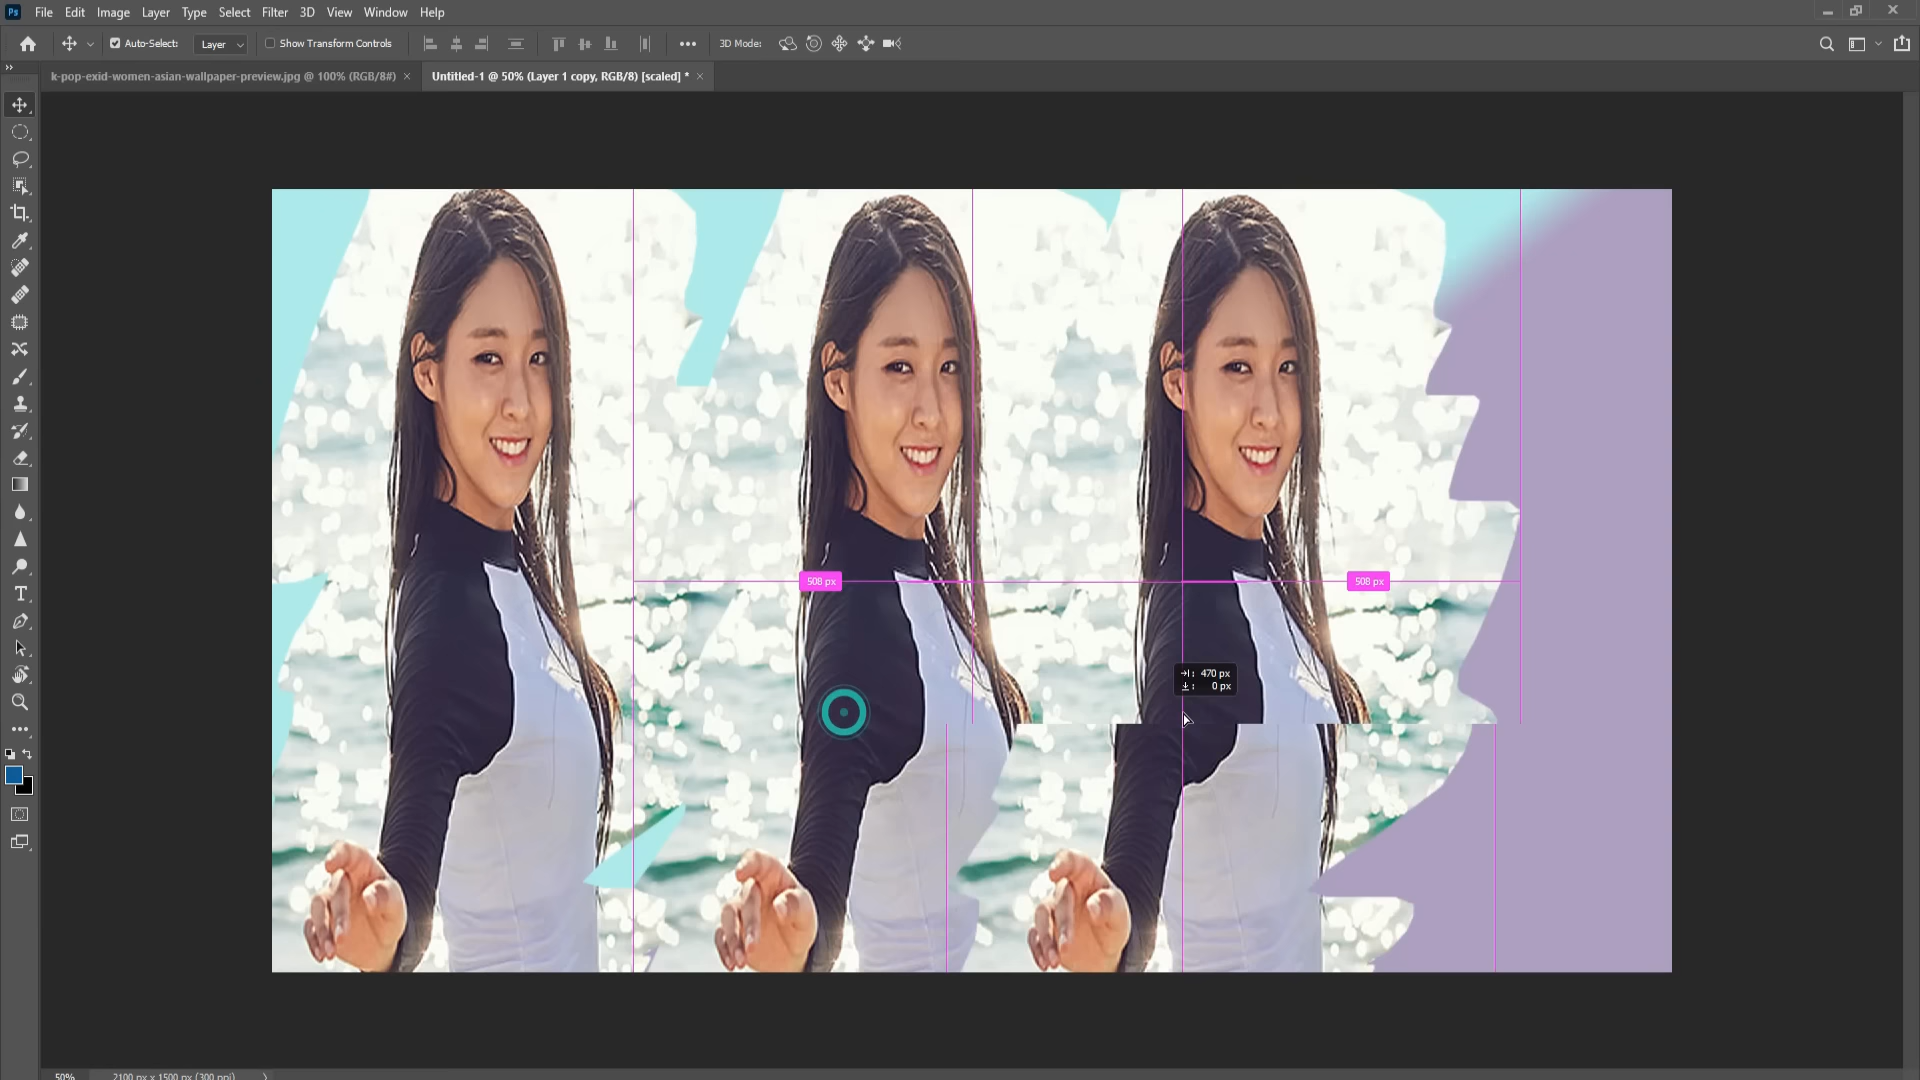 Ps File Edit Image Layer Type Select Filter 3D View Window Help
Auto-Select: Layer Show Transform Controls 3D Mode:
k-pop-exid-women-asian-wallpaper-preview.jpg @ 100% (RGB/8#) × Untitled-1 @ 50% (Layer 1 copy, RGB/8) [scaled] * ×
508 px 508 px
470 px
0 px
50% 2100 px x 1500 px (300 ppi)